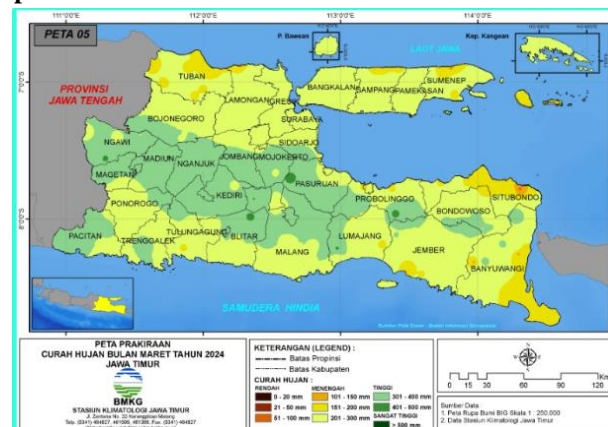 111°0'0"E
112°0'0"E
113°0'0"E
114°0'0"E
PETA 05
P. Bawean
LAUT JAWA
Kep. Kangean
7°0'0"S
8°0'0"S
PROVINSI
JAWA TENGAH
TUBAN
LAMONGAN
GRESIK
BANGKALAN
SAMPANG
PAMEKASAN
SUMENEP
BOJONEGORO
SURABAYA
SIDOARJO
NGAWI
MADIUN
NGANJUK
JOMBANG
MOJOKERTO
MAGETAN
PASURUAN
KEDIRI
PONOROGO
PROBOLINGGO
SITUBONDO
BONDOWOSO
PACITAN
TRENGGALEK
TULUNGAGUNG
BLITAR
MALANG
LUMAJANG
JEMBER
BANYUWANGI
SAMUDERA HINDIA
PETA PRAKIRAAN
CURAH HUJAN BULAN MARET TAHUN 2024
JAWA TIMUR
BMKG
STASIUN KLIMATOLOGI JAWA TIMUR
KETERANGAN (LEGEND) :
Batas Propinsi
Batas Kabupaten
CURAH HUJAN :
RENDAH
MENENGAH
TINGGI
0 - 20 mm
101 - 150 mm
301 - 400 mm
21 - 50 mm
151 - 200 mm
401 - 500 mm
51 - 100 mm
201 - 300 mm
SANGAT TINGGI
> 500 mm
0 15 30 60 90 120
Km
Sumber Data :
1. Peta Rupa Bumi BIG Skala 1 : 250.000
2. Data Stasiun Klimatologi Jawa Timur